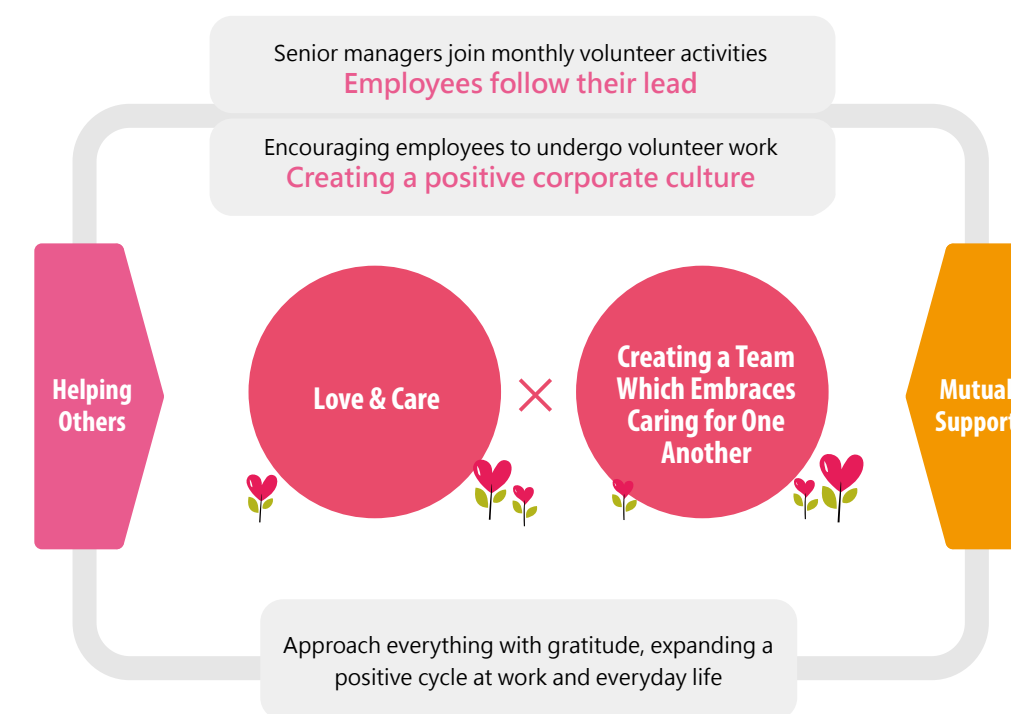 Senior managers join monthly volunteer activities
Employees follow their lead
Encouraging employees to undergo volunteer work
Creating a positive corporate culture
Helping
Others
Love & Care
×
Creating a Team
Which Embraces
Caring for One
Another
Mutual
Support
Approach everything with gratitude, expanding a
positive cycle at work and everyday life